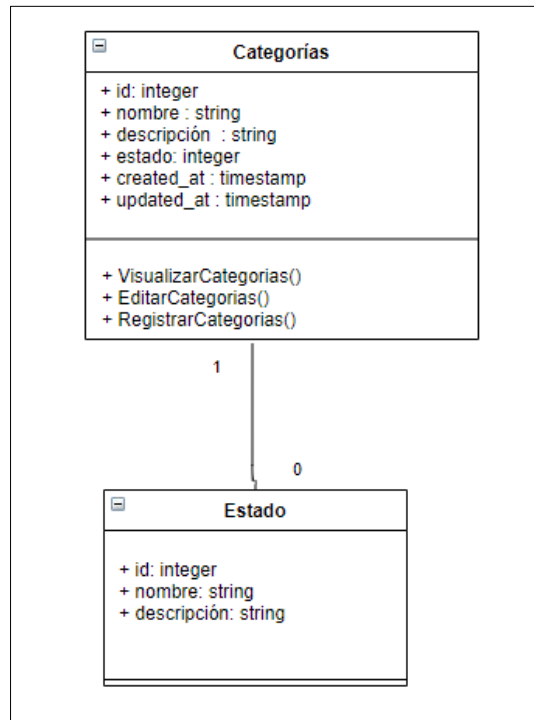 Categorías
+ id: integer
+ nombre : string
+ descripción : string
+ estado: integer
+ created_at : timestamp
+ updated_at : timestamp
+ VisualizarCategorias()
+ EditarCategorias()
+ RegistrarCategorias()
1
0
Estado
+ id: integer
+ nombre: string
+ descripción: string